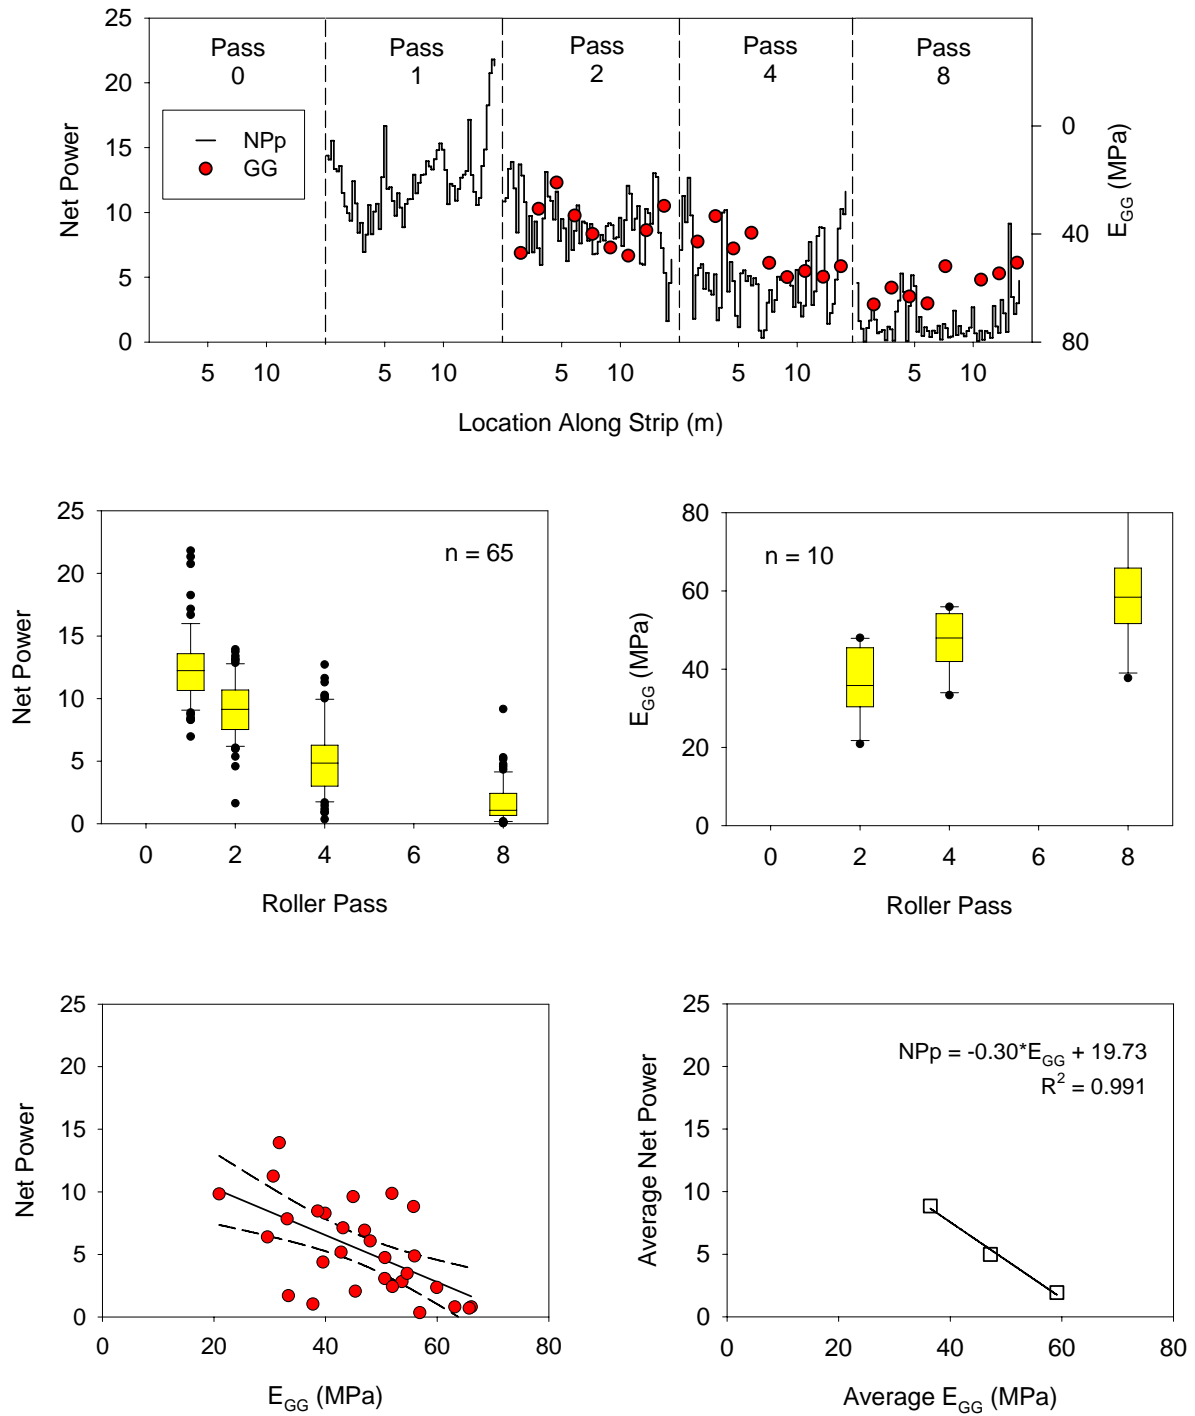 25
20
15
10
5
0
Net Power
Pass
0
Pass
1
Pass
2
Pass
4
Pass
8
NPp
GG
0
40
80
E_GG (MPa)
5 10 5 10 5 10 5 10 5 10
Location Along Strip (m)
25
20
15
10
5
0
Net Power
n = 65
0 2 4 6 8
Roller Pass
80
60
40
20
0
E_GG (MPa)
n = 10
0 2 4 6 8
Roller Pass
25
20
15
10
5
0
Net Power
0 20 40 60 80
E_GG (MPa)
25
20
15
10
5
0
Average Net Power
NPp = -0.30*E_GG + 19.73
R² = 0.991
0 20 40 60 80
Average E_GG (MPa)